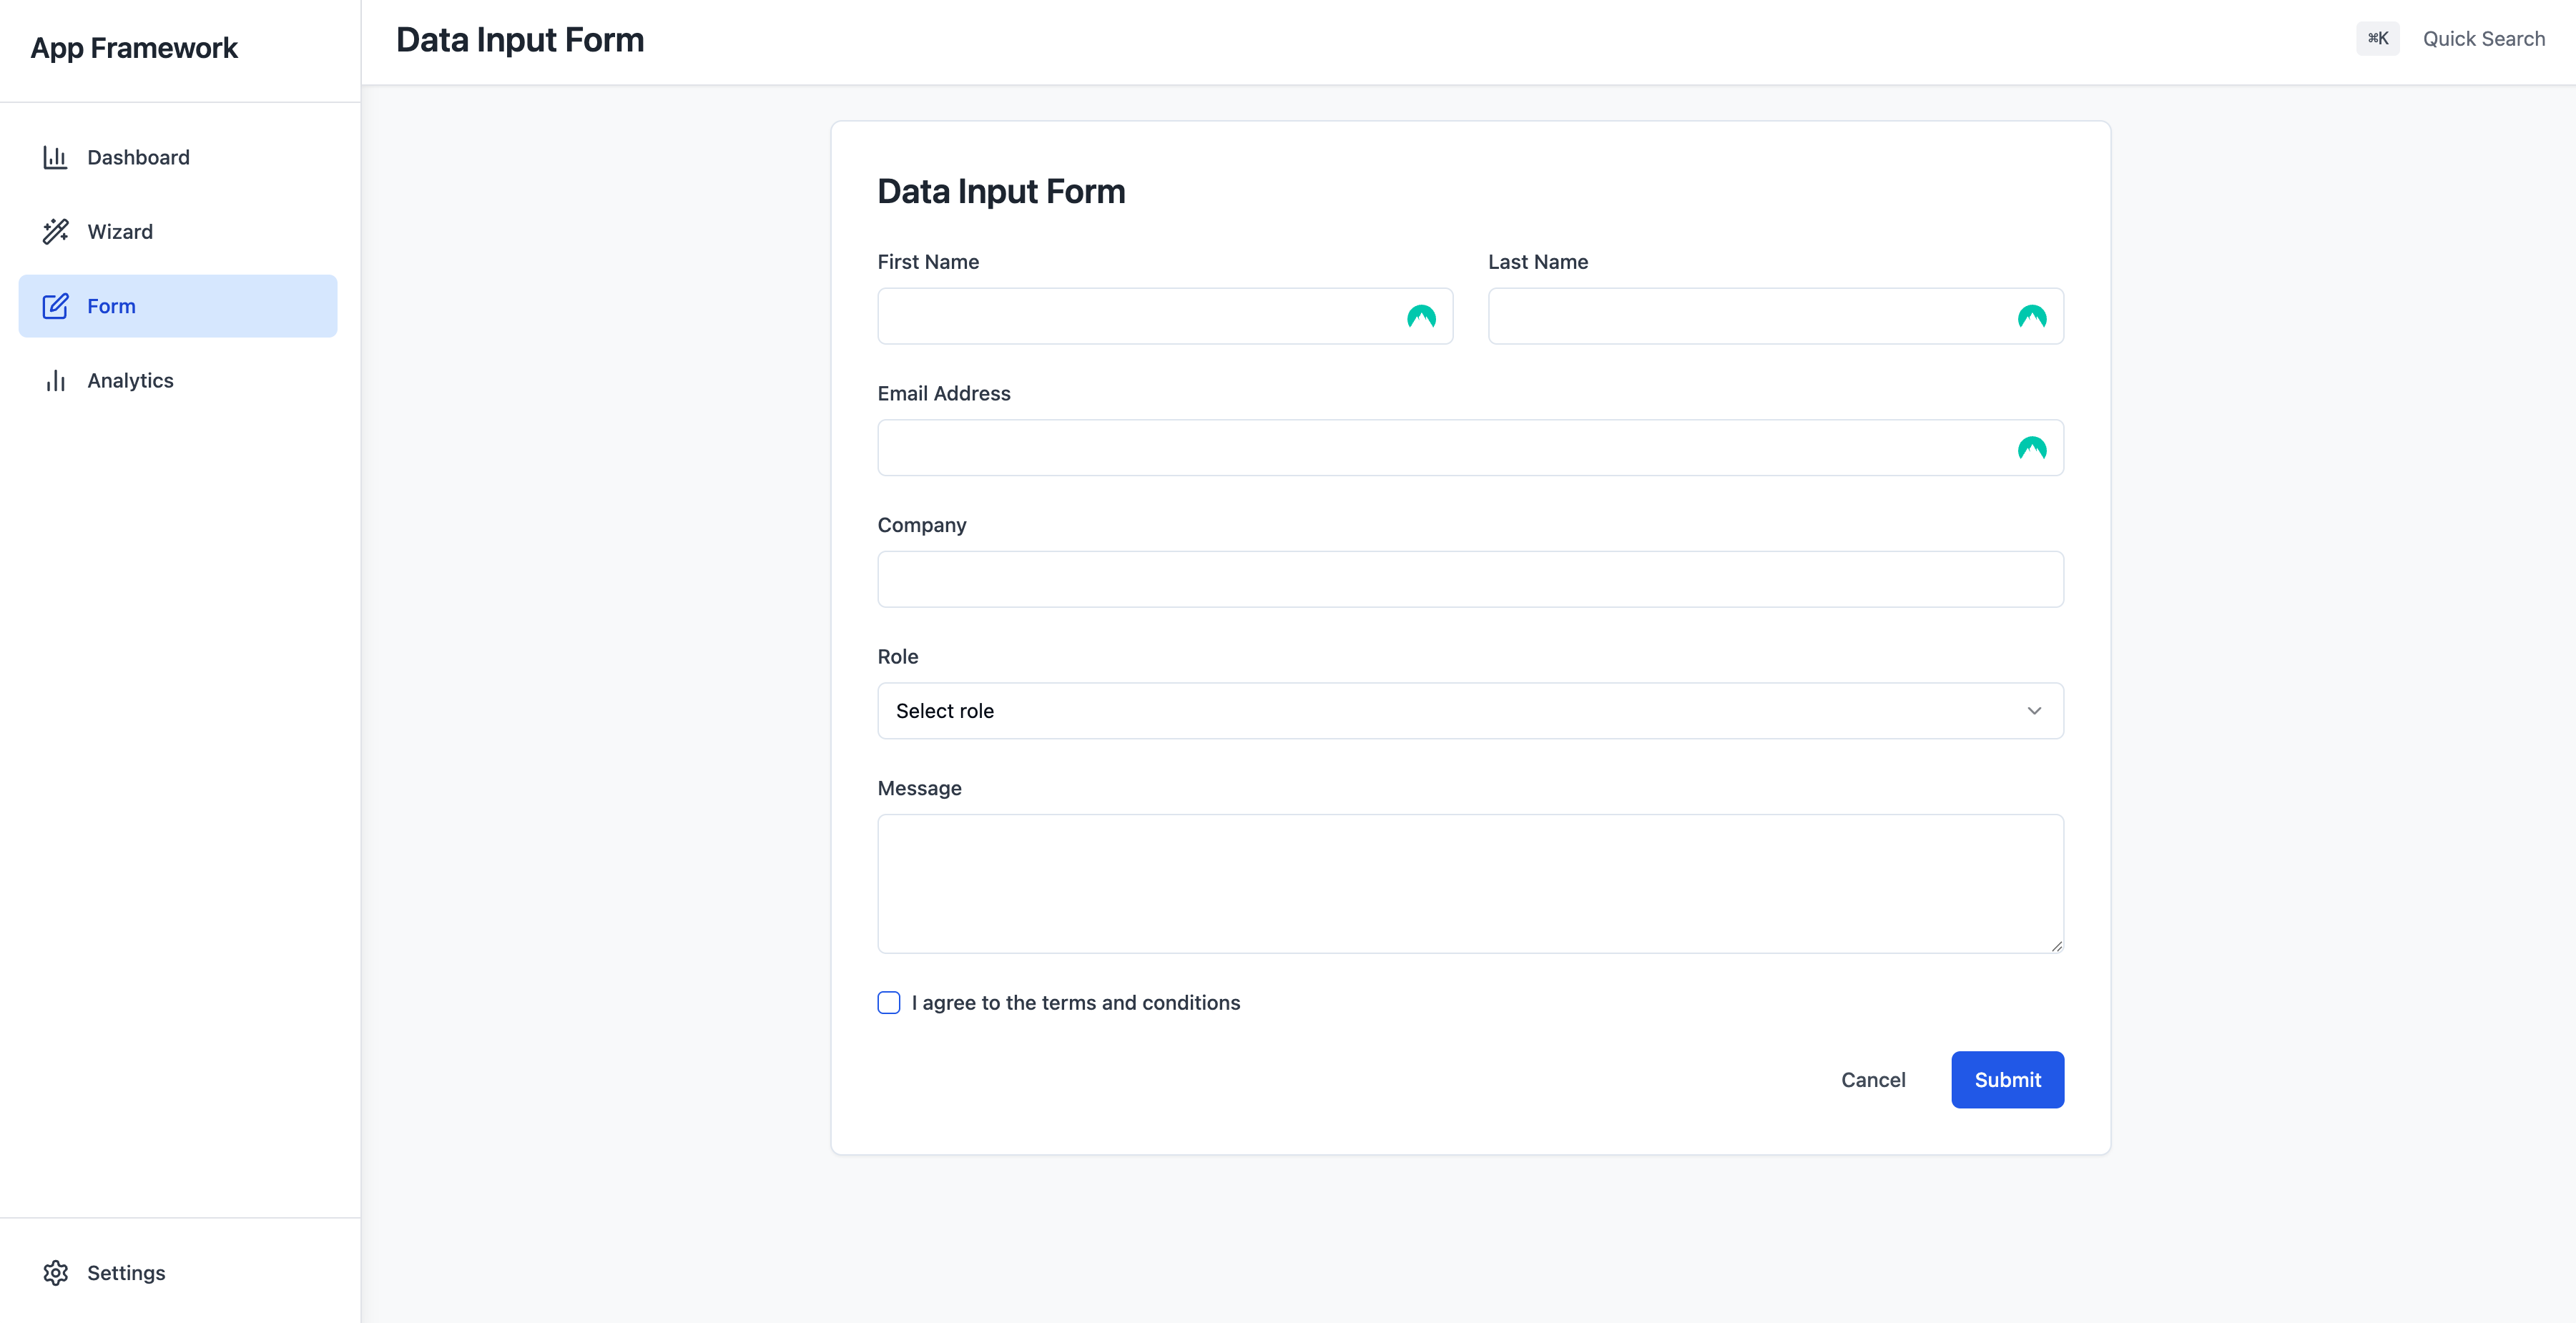 App Framework
Data Input Form
⌘K
Quick Search
Dashboard
Wizard
Form
Analytics
Settings
Data Input Form
First Name
Last Name
Email Address
Company
Role
Select role
Message
I agree to the terms and conditions
Cancel
Submit